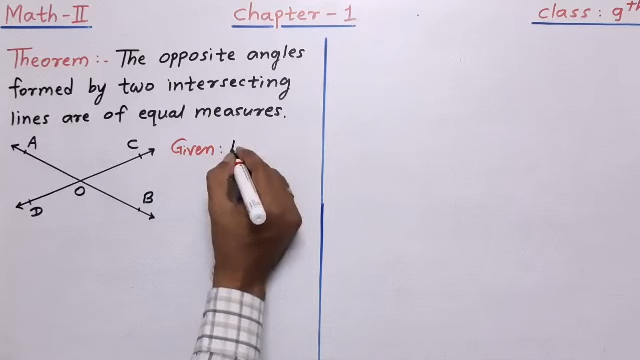 Math-II
Chapter-1
class: 9th
Theorem:- The opposite angles
formed by two intersecting
lines are of equal measures.
A
C
Given:
O
B
D